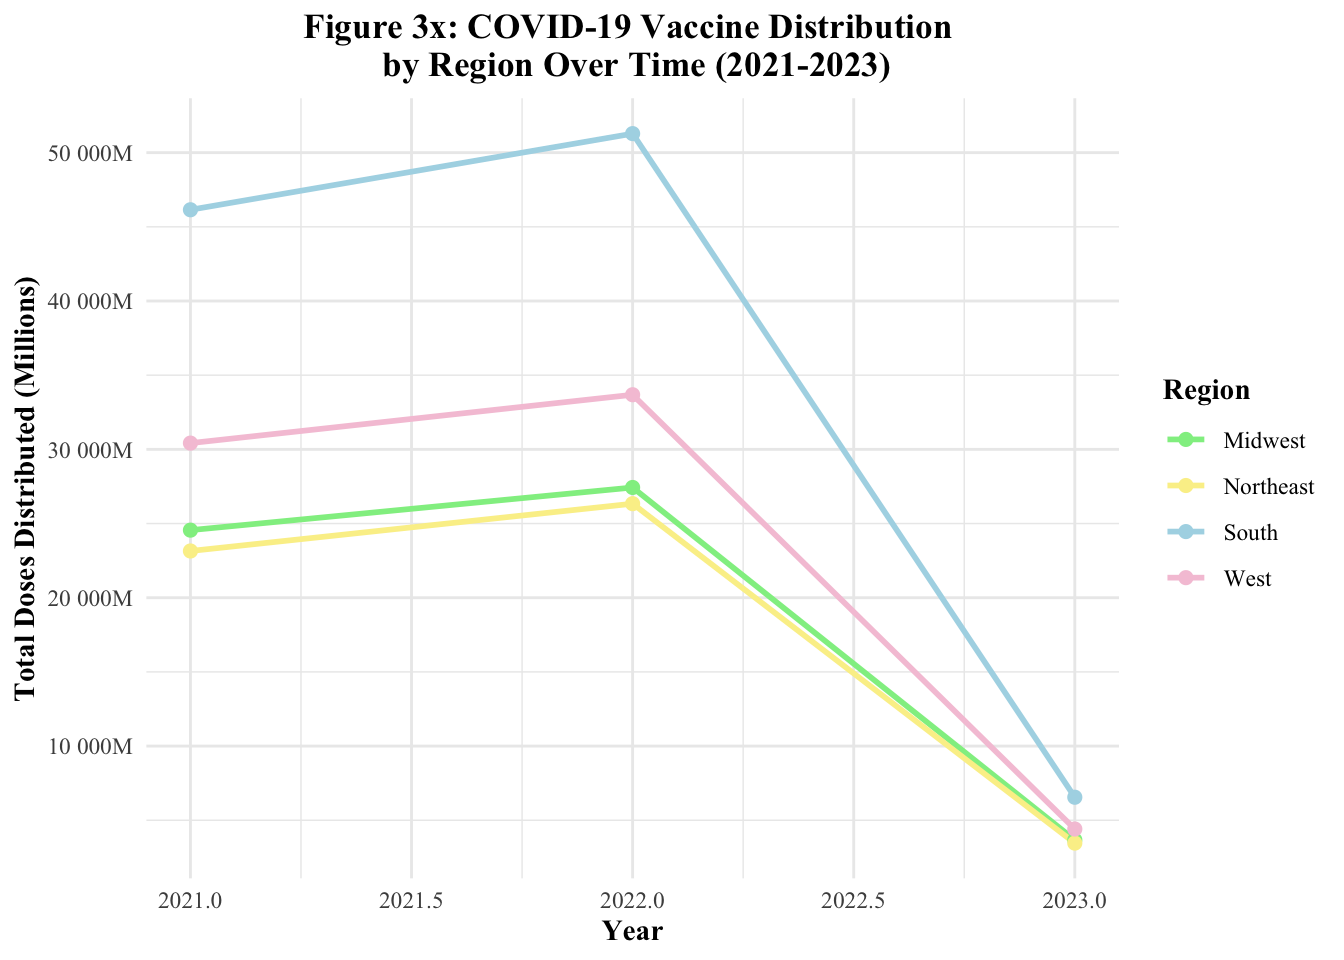 Figure 3x: COVID-19 Vaccine Distribution
by Region Over Time (2021-2023)
Total Doses Distributed (Millions)
50 000M
40 000M
30 000M
20 000M
10 000M
2021.0
2021.5
2022.0
2022.5
2023.0
Year
Region
Midwest
Northeast
South
West